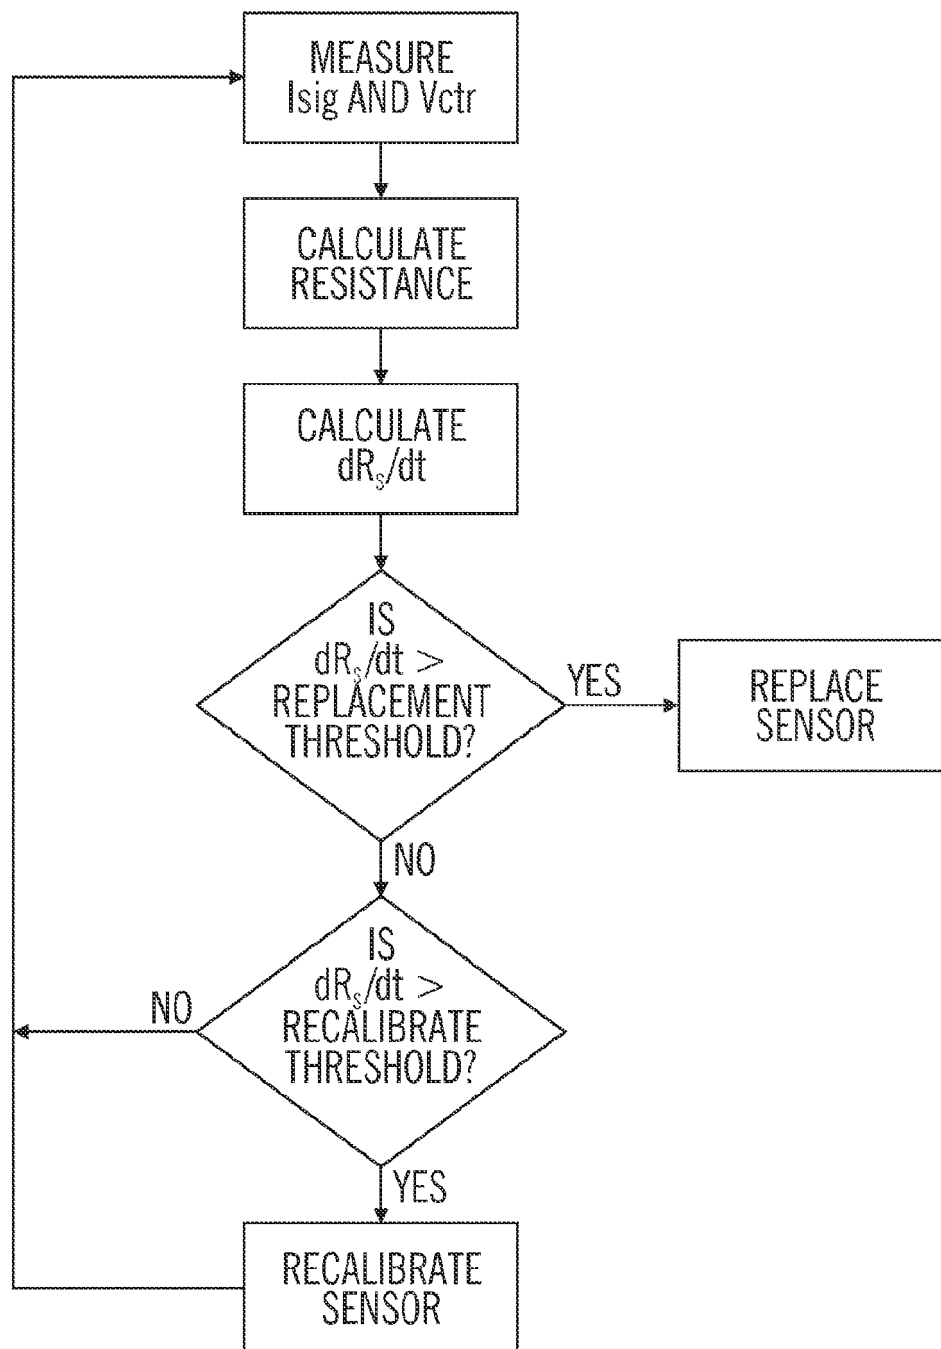 MEASURE
Isig AND Vctr
CALCULATE
RESISTANCE
CALCULATE
dRₛ/dt
IS
dRₛ/dt >
REPLACEMENT
THRESHOLD?
YES
REPLACE
SENSOR
NO
IS
dRₛ/dt >
RECALIBRATE
THRESHOLD?
NO
YES
RECALIBRATE
SENSOR